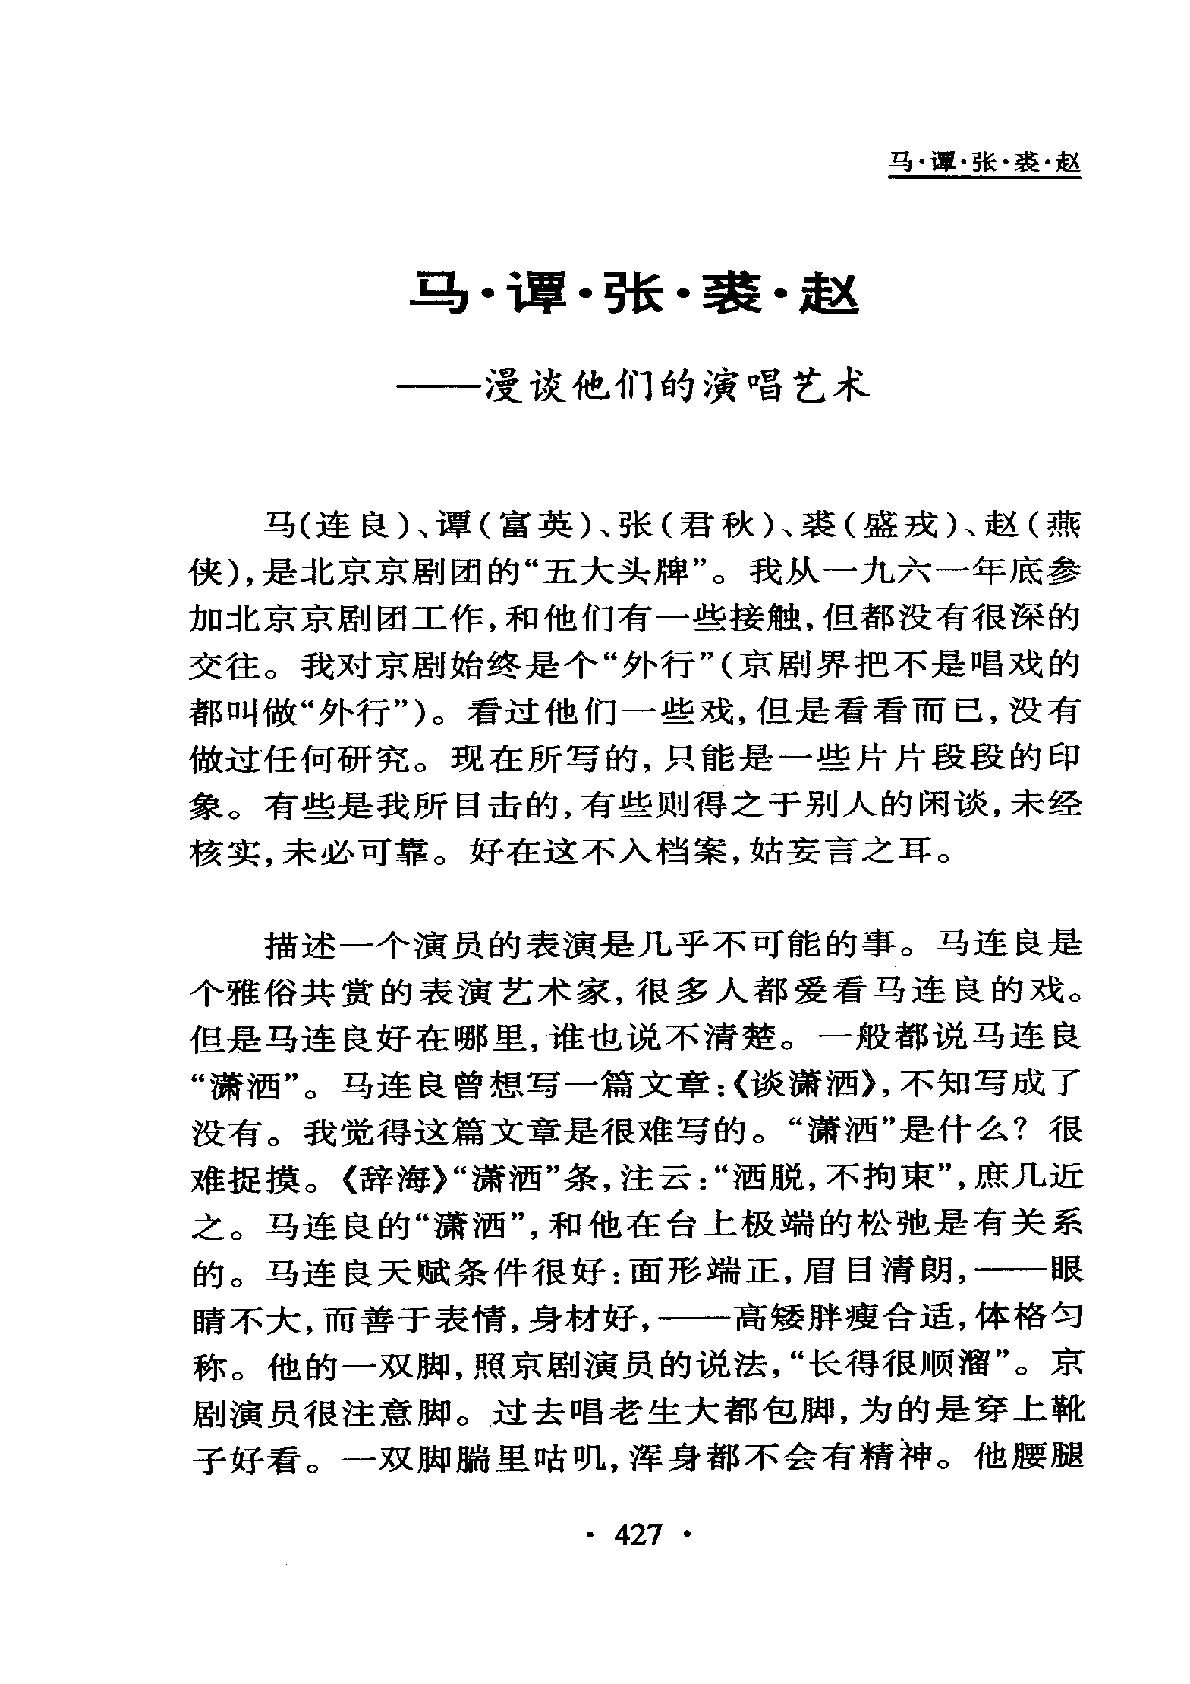 马·谭·张·裘·赵
马·谭·张·裘·赵
——漫谈他们的演唱艺术
马(连良)、谭(富英)、张(君秋)、裘(盛戎)、赵(燕
侠),是北京京剧团的“五大头牌”。我从一九六一年底参
加北京京剧团工作,和他们有一些接触,但都没有很深的
交往。我对京剧始终是个“外行”(京剧界把不是唱戏的
都叫做“外行”)。看过他们一些戏,但是看看而已,没有
做过任何研究。现在所写的,只能是一些片片段段的印
象。有些是我所目击的,有些则得之于别人的闲谈,未经
核实,未必可靠。好在这不入档案,姑妄言之耳。
描述一个演员的表演是几乎不可能的事。马连良是
个雅俗共赏的表演艺术家,很多人都爱看马连良的戏。
但是马连良好在哪里,谁也说不清楚。一般都说马连良
“潇洒”。马连良曾想写一篇文章:《谈潇洒》,不知写成了
没有。我觉得这篇文章是很难写的。“潇洒”是什么?很
难捉摸。《辞海》“潇洒”条,注云:“洒脱,不拘束”,庶几近
之。马连良的“潇洒”,和他在台上极端的松弛是有关系
的。马连良天赋条件很好:面形端正,眉目清朗,——眼
睛不大,而善于表情,身材好,——高矮胖瘦合适,体格匀
称。他的一双脚,照京剧演员的说法,“长得很顺溜”。京
剧演员很注意脚。过去唱老生大都包脚,为的是穿上靴
子好看。一双脚腨里咕叽,浑身都不会有精神。他腰腿
· 427 ·